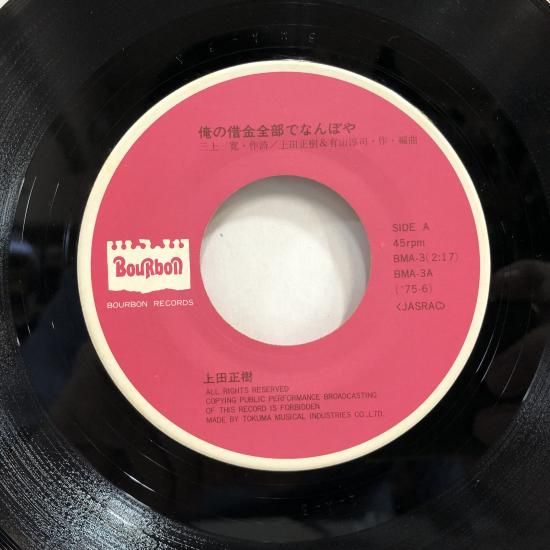 俺の借金全部でなんぼや
三上 寛・作詩／上田正樹&有山淳司・作・編曲
SIDE A
45rpm
BMA-3(2:17)
BMA-3A
('75-6)
<JASRAC>
BouRbon
BOURBON RECORDS
上田正樹
ALL RIGHTS RESERVED
COPYING PUBLIC PERFORMANCE BROADCASTING
OF THIS RECORD IS FORBIDDEN
MADE BY TOKUMA MUSICAL INDUSTRIES CO.,LTD.